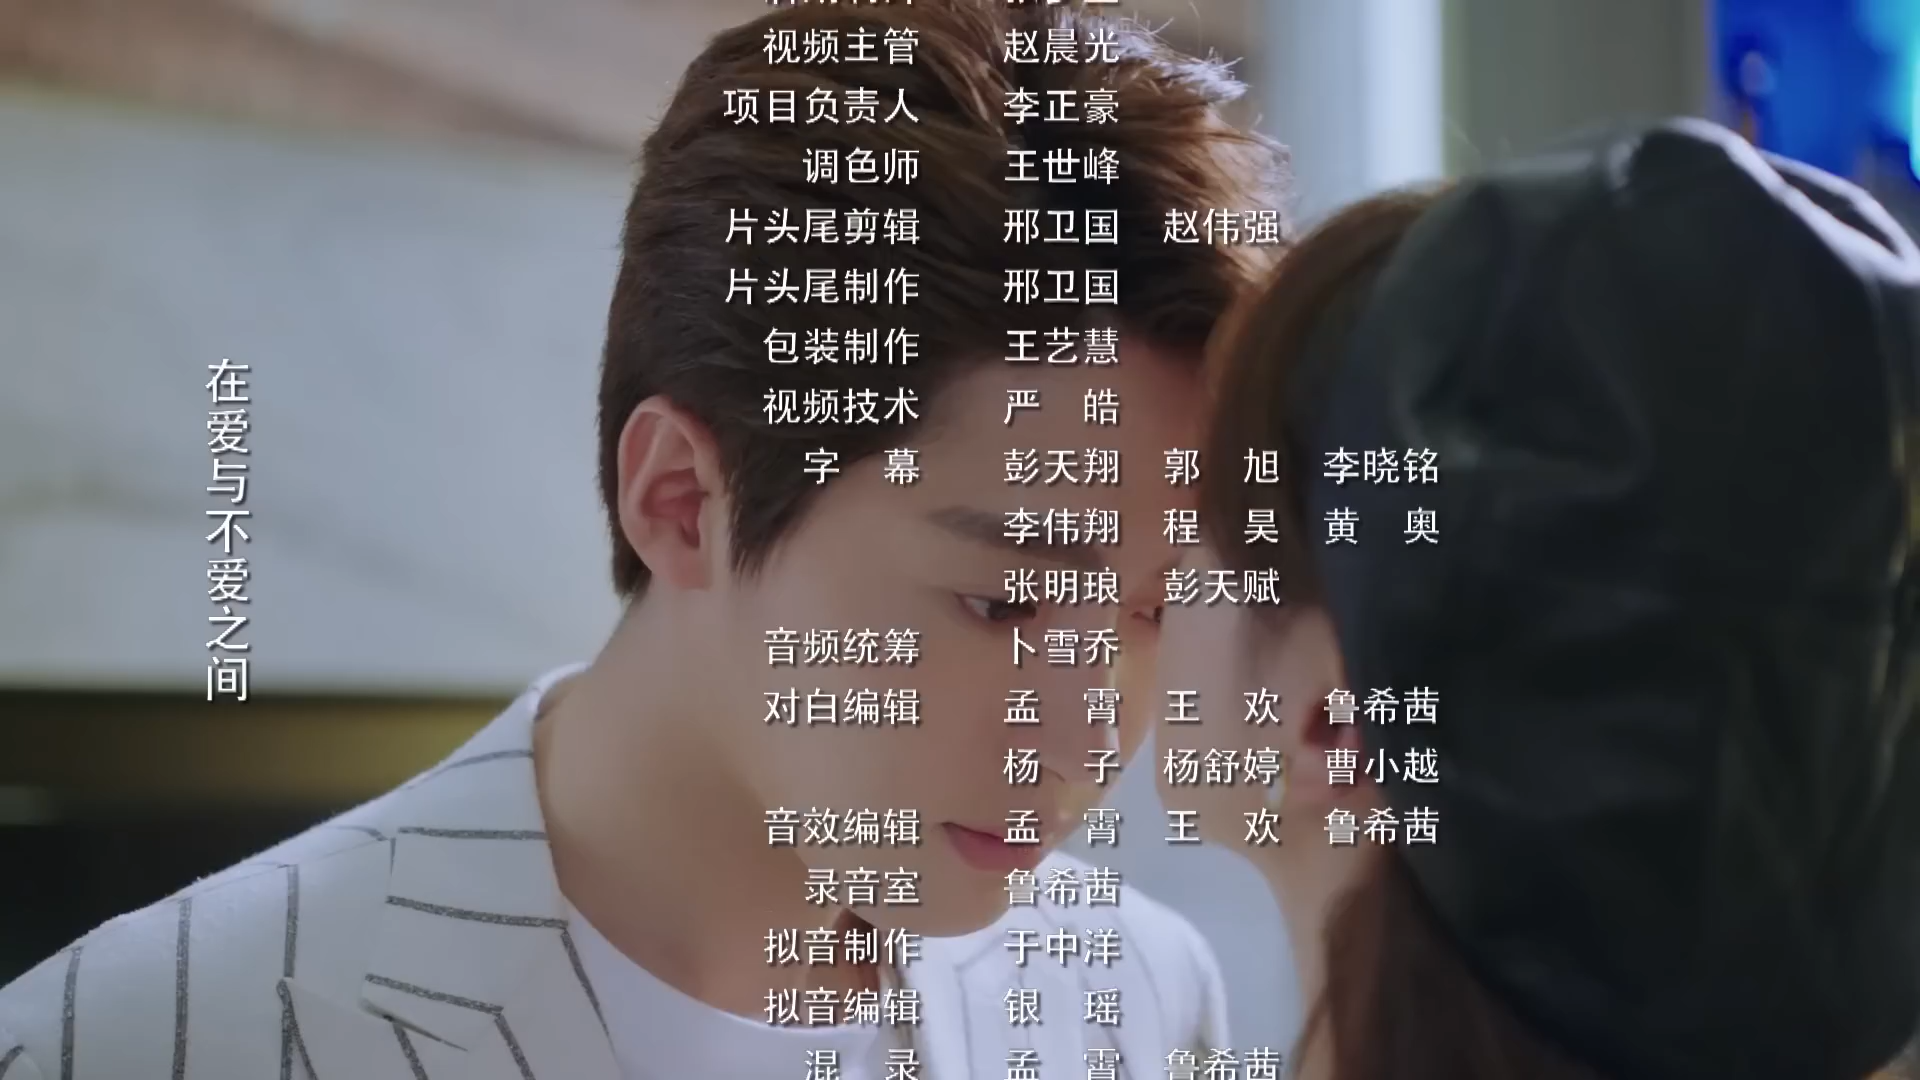 视频主管 赵晨光
项目负责人 李正豪
调色师 王世峰
片头尾剪辑 邢卫国 赵伟强
片头尾制作 邢卫国
包装制作 王艺慧
视频技术 严 皓
字 幕 彭天翔 郭 旭 李晓铭
李伟翔 程 昊 黄 奥
张明琅 彭天赋
音频统筹 卜雪乔
对白编辑 孟 霄 王 欢 鲁希茜
杨 子 杨舒婷 曹小越
音效编辑 孟 霄 王 欢 鲁希茜
录音室 鲁希茜
拟音制作 于中洋
拟音编辑 银 瑶
混 录 孟 霄 鲁希茜
在爱与不爱之间